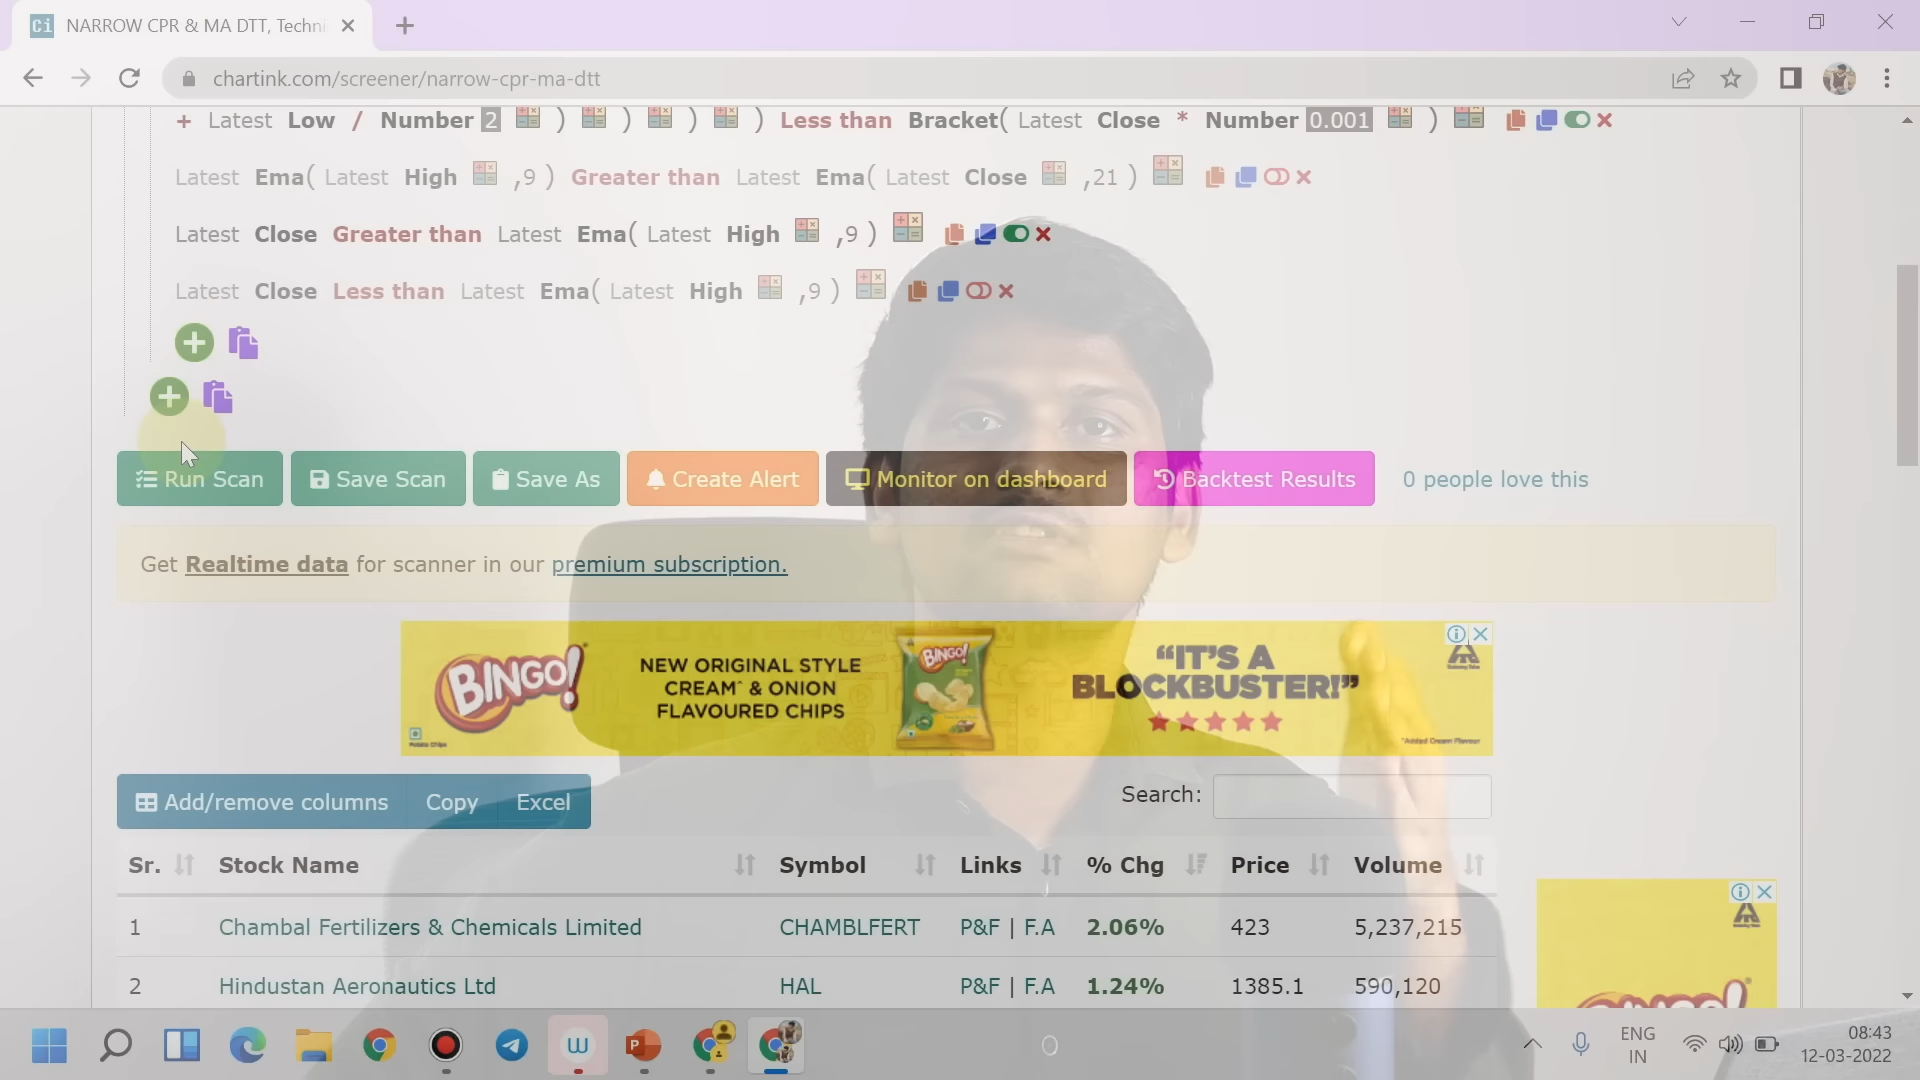 Ci NARROW CPR & MA DTT, Techni
chartink.com/screener/narrow-cpr-ma-dtt
+ Latest Low / Number 2 ) ) ) ) Less than Bracket( Latest Close * Number 0.001 )
Latest Ema( Latest High ,9 ) Greater than Latest Ema( Latest Close ,21 )
Latest Close Greater than Latest Ema( Latest High ,9 )
Latest Close Less than Latest Ema( Latest High ,9 )
Run Scan Save Scan Save As Create Alert Monitor on dashboard Backtest Results 0 people love this
Get Realtime data for scanner in our premium subscription.
BINGO!
NEW ORIGINAL STYLE
CREAM^ & ONION
FLAVOURED CHIPS
BINGO!
“IT'S A
BLOCKBUSTER!”
Potato Chips
^Added Cream Flavour
Add/remove columns Copy Excel
Search:
Sr. Stock Name Symbol Links % Chg Price Volume
1 Chambal Fertilizers & Chemicals Limited CHAMBLFERT P&F | F.A 2.06% 423 5,237,215
2 Hindustan Aeronautics Ltd HAL P&F | F.A 1.24% 1385.1 590,120
ENG
IN
08:43
12-03-2022